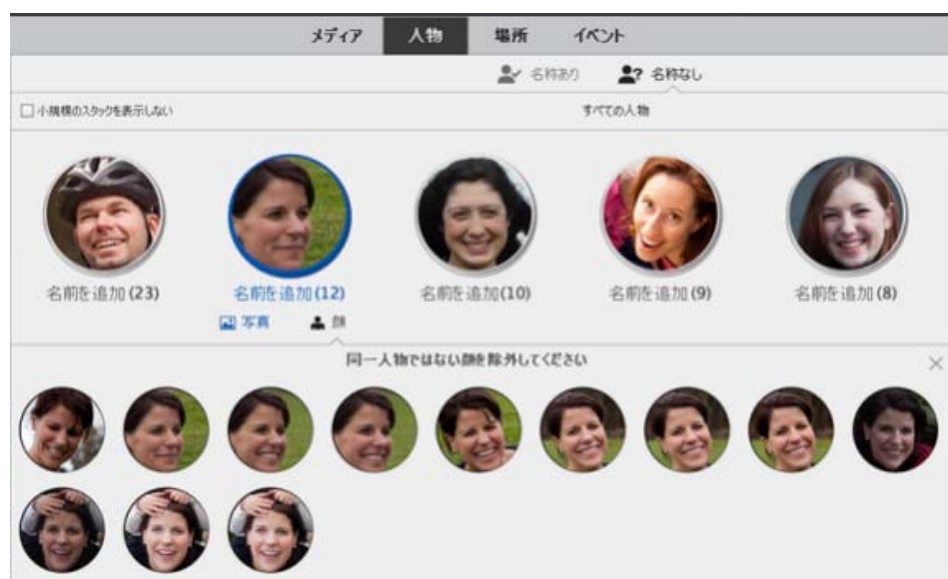 メディア 人物 場所 イベント
名称あり 名称なし
小規模のスタックを表示しない すべての人物
名前を追加 (23) 名前を追加 (12) 名前を追加 (10) 名前を追加 (9) 名前を追加 (8)
写真 顔
同一人物ではない顔を除外してください